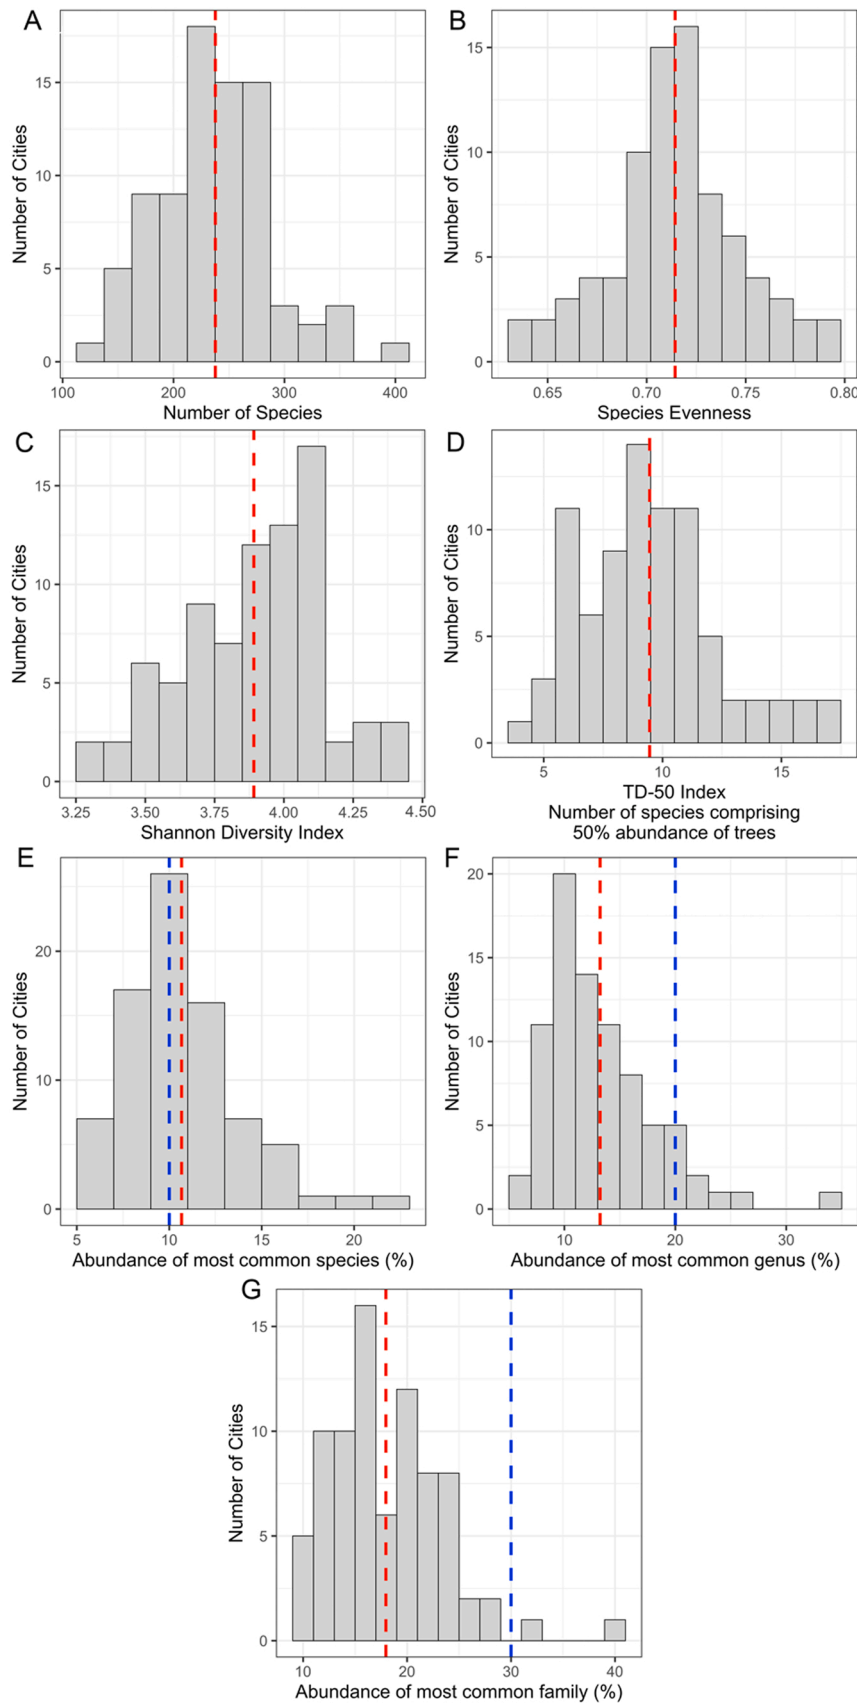 A
B
Number of Cities
15
10
5
0
100
200
300
400
Number of Species
Number of Cities
15
10
5
0
0.65
0.70
0.75
0.80
Species Evenness
C
D
Number of Cities
15
10
5
0
3.25
3.50
3.75
4.00
4.25
4.50
Shannon Diversity Index
Number of Cities
10
5
0
5
10
15
TD-50 Index
Number of species comprising
50% abundance of trees
E
F
Number of Cities
20
10
0
5
10
15
20
Abundance of most common species (%)
Number of Cities
20
15
10
5
0
10
20
30
Abundance of most common genus (%)
G
Number of Cities
15
10
5
0
10
20
30
40
Abundance of most common family (%)